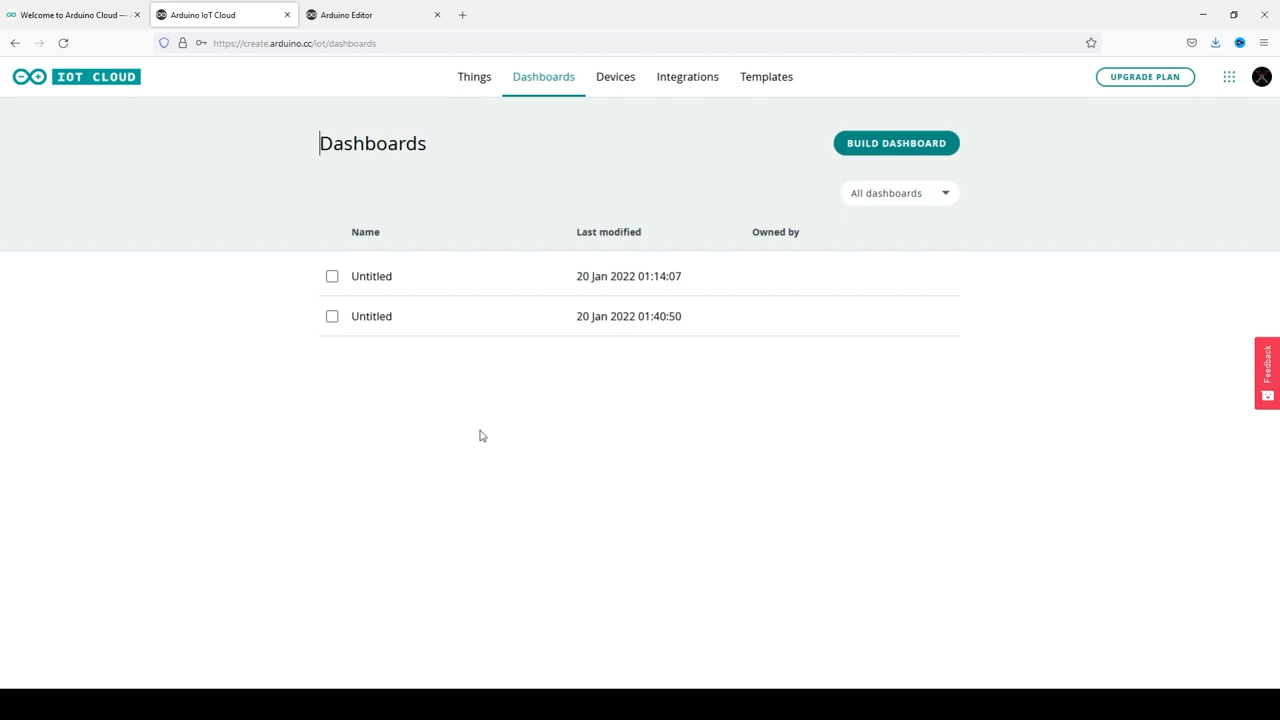 Welcome to Arduino Cloud —
Arduino IoT Cloud
Arduino Editor
https://create.arduino.cc/iot/dashboards
IOT CLOUD
Things
Dashboards
Devices
Integrations
Templates
UPGRADE PLAN
Dashboards
BUILD DASHBOARD
All dashboards
Name Last modified Owned by
Untitled 20 Jan 2022 01:14:07
Untitled 20 Jan 2022 01:40:50
Feedback